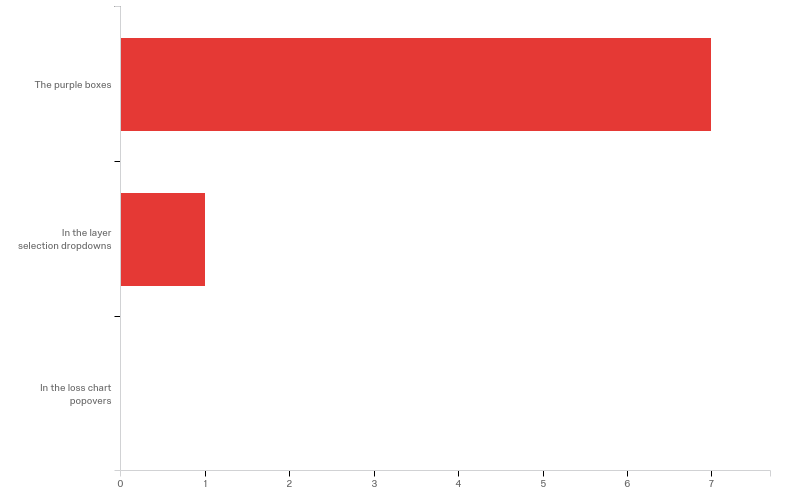 The purple boxes
In the layer
selection dropdowns
In the loss chart
popovers
0 1 2 3 4 5 6 7